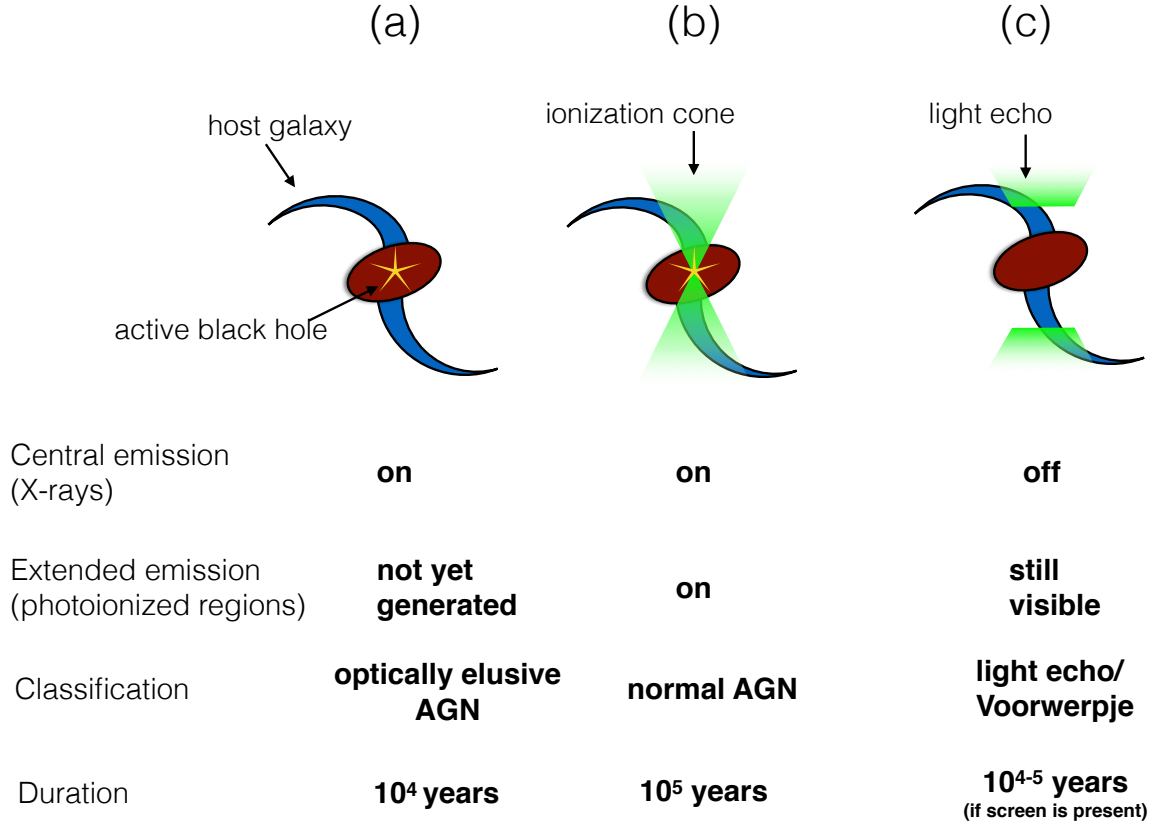 (a) (b) (c)
host galaxy
ionization cone
light echo
active black hole
Central emission
(X-rays)
on on off
Extended emission
(photoionized regions)
not yet
generated
on
still
visible
Classification
optically elusive
AGN
normal AGN
light echo/
Voorwerpje
Duration
10⁴ years
10⁵ years
10⁴⁻⁵ years
(if screen is present)